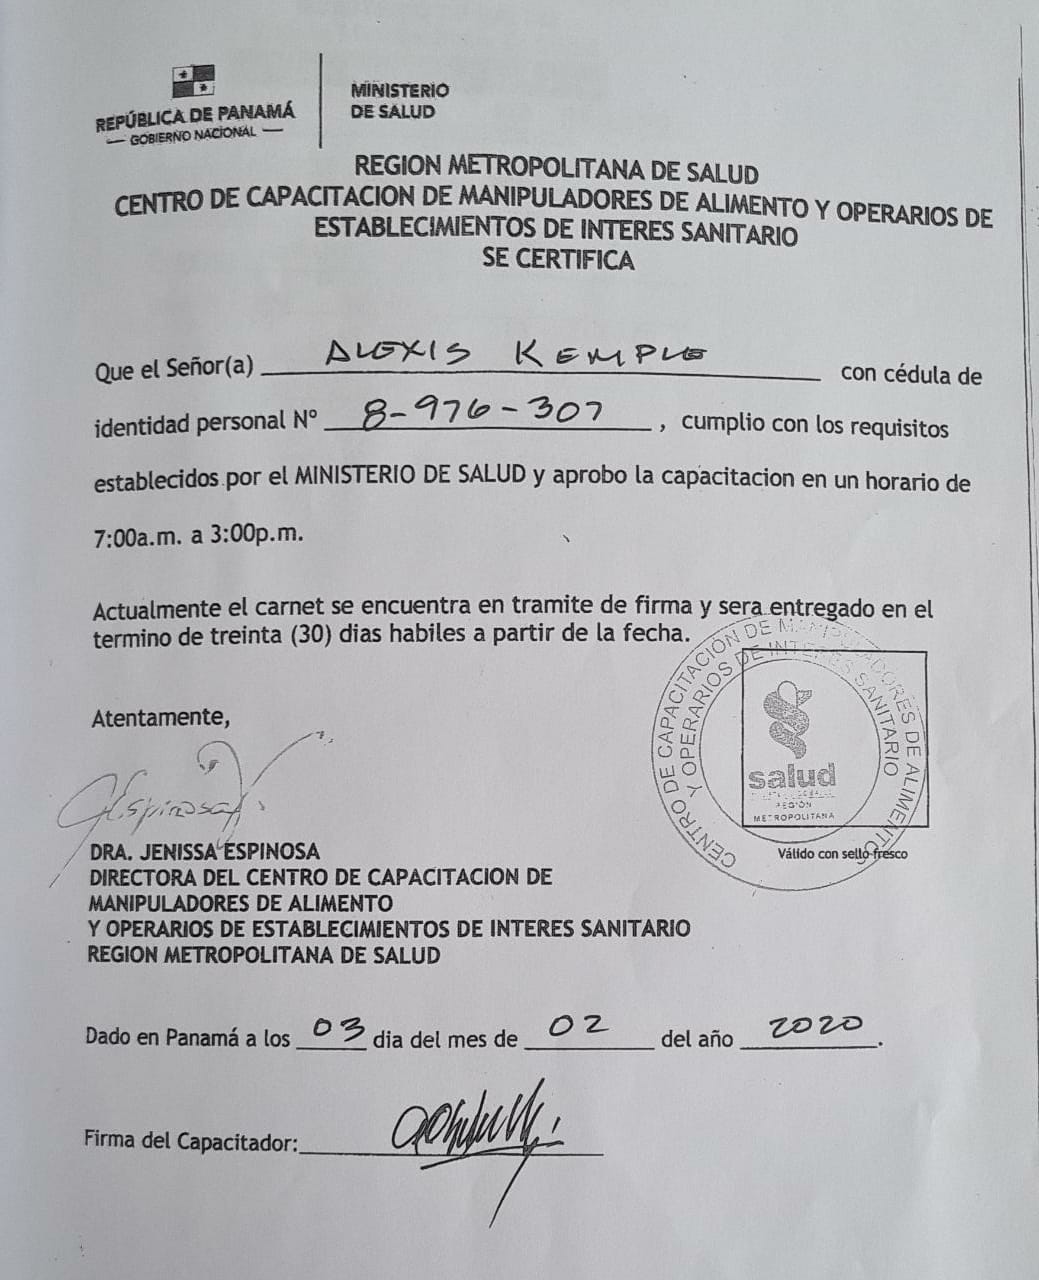 REPÚBLICA DE PANAMÁ
— GOBIERNO NACIONAL —
MINISTERIO
DE SALUD
REGION METROPOLITANA DE SALUD
CENTRO DE CAPACITACION DE MANIPULADORES DE ALIMENTO Y OPERARIOS DE
ESTABLECIMIENTOS DE INTERES SANITARIO
SE CERTIFICA
Que el Señor(a) ALEXIS KEMPLE con cédula de
identidad personal Nº 8-976-307, cumplio con los requisitos
establecidos por el MINISTERIO DE SALUD y aprobo la capacitacion en un horario de
7:00a.m. a 3:00p.m.
Actualmente el carnet se encuentra en tramite de firma y sera entregado en el
termino de treinta (30) dias habiles a partir de la fecha.
CENTRO DE CAPACITACIÓN DE MANIPULADORES DE ALIMENTO
Y OPERARIOS DE INTERES SANITARIO
salud
REGIÓN
METROPOLITANA
Válido con sello fresco
Atentamente,
DRA. JENISSA ESPINOSA
DIRECTORA DEL CENTRO DE CAPACITACION DE
MANIPULADORES DE ALIMENTO
Y OPERARIOS DE ESTABLECIMIENTOS DE INTERES SANITARIO
REGION METROPOLITANA DE SALUD
Dado en Panamá a los 03 dia del mes de 02 del año 2020.
Firma del Capacitador: